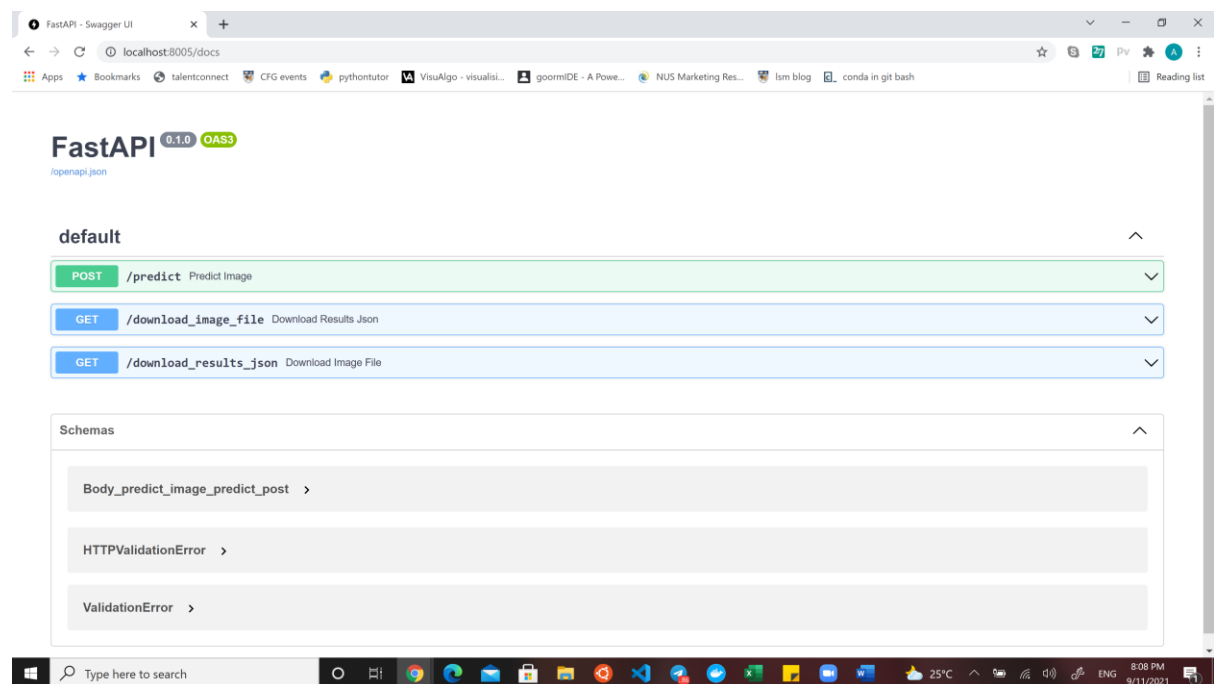 FastAPI - Swagger UI
localhost:8005/docs
Apps Bookmarks talentconnect CFG events pythontutor VisuAlgo - visualisi... goormIDE - A Powe... NUS Marketing Res... lsm blog conda in git bash Reading list
FastAPI 0.1.0 OAS3
/openapi.json
default
POST /predict Predict Image
GET /download_image_file Download Results Json
GET /download_results_json Download Image File
Schemas
Body_predict_image_predict_post
HTTPValidationError
ValidationError
Type here to search 25°C ENG 8:08 PM
9/11/2021